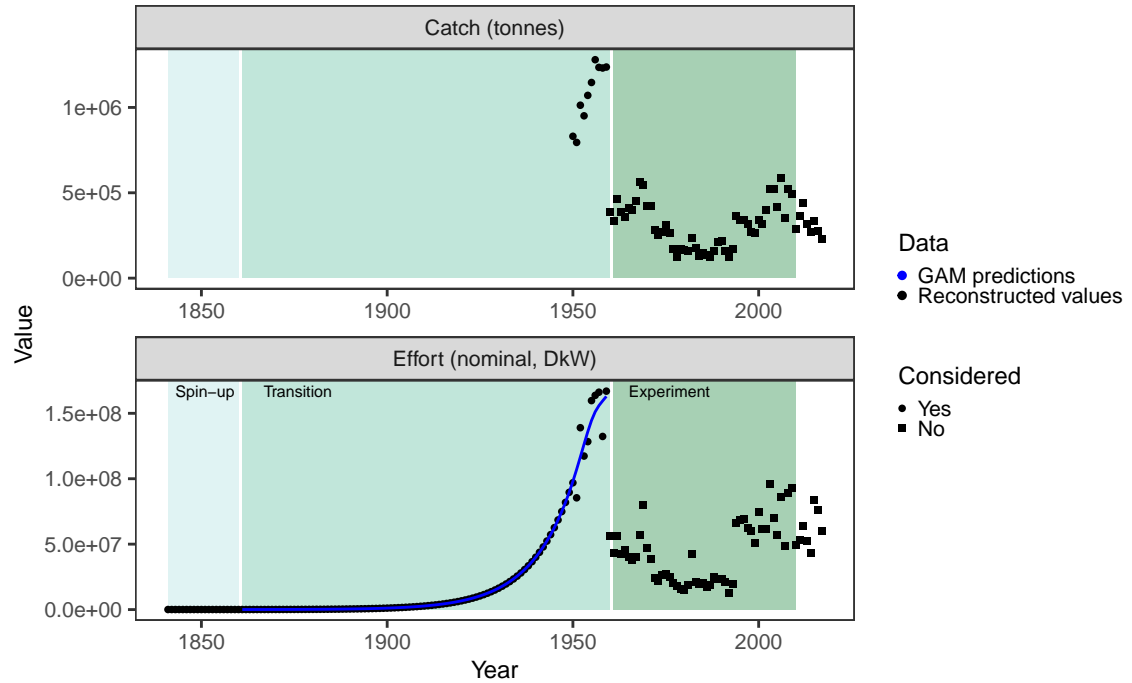 Catch (tonnes)
1e+06
5e+05
0e+00
1850 1900 1950 2000
Value
Effort (nominal, DkW)
Spin−up Transition Experiment
1.5e+08
1.0e+08
5.0e+07
0.0e+00
1850 1900 1950 2000
Year
Data
GAM predictions
Reconstructed values
Considered
Yes
No